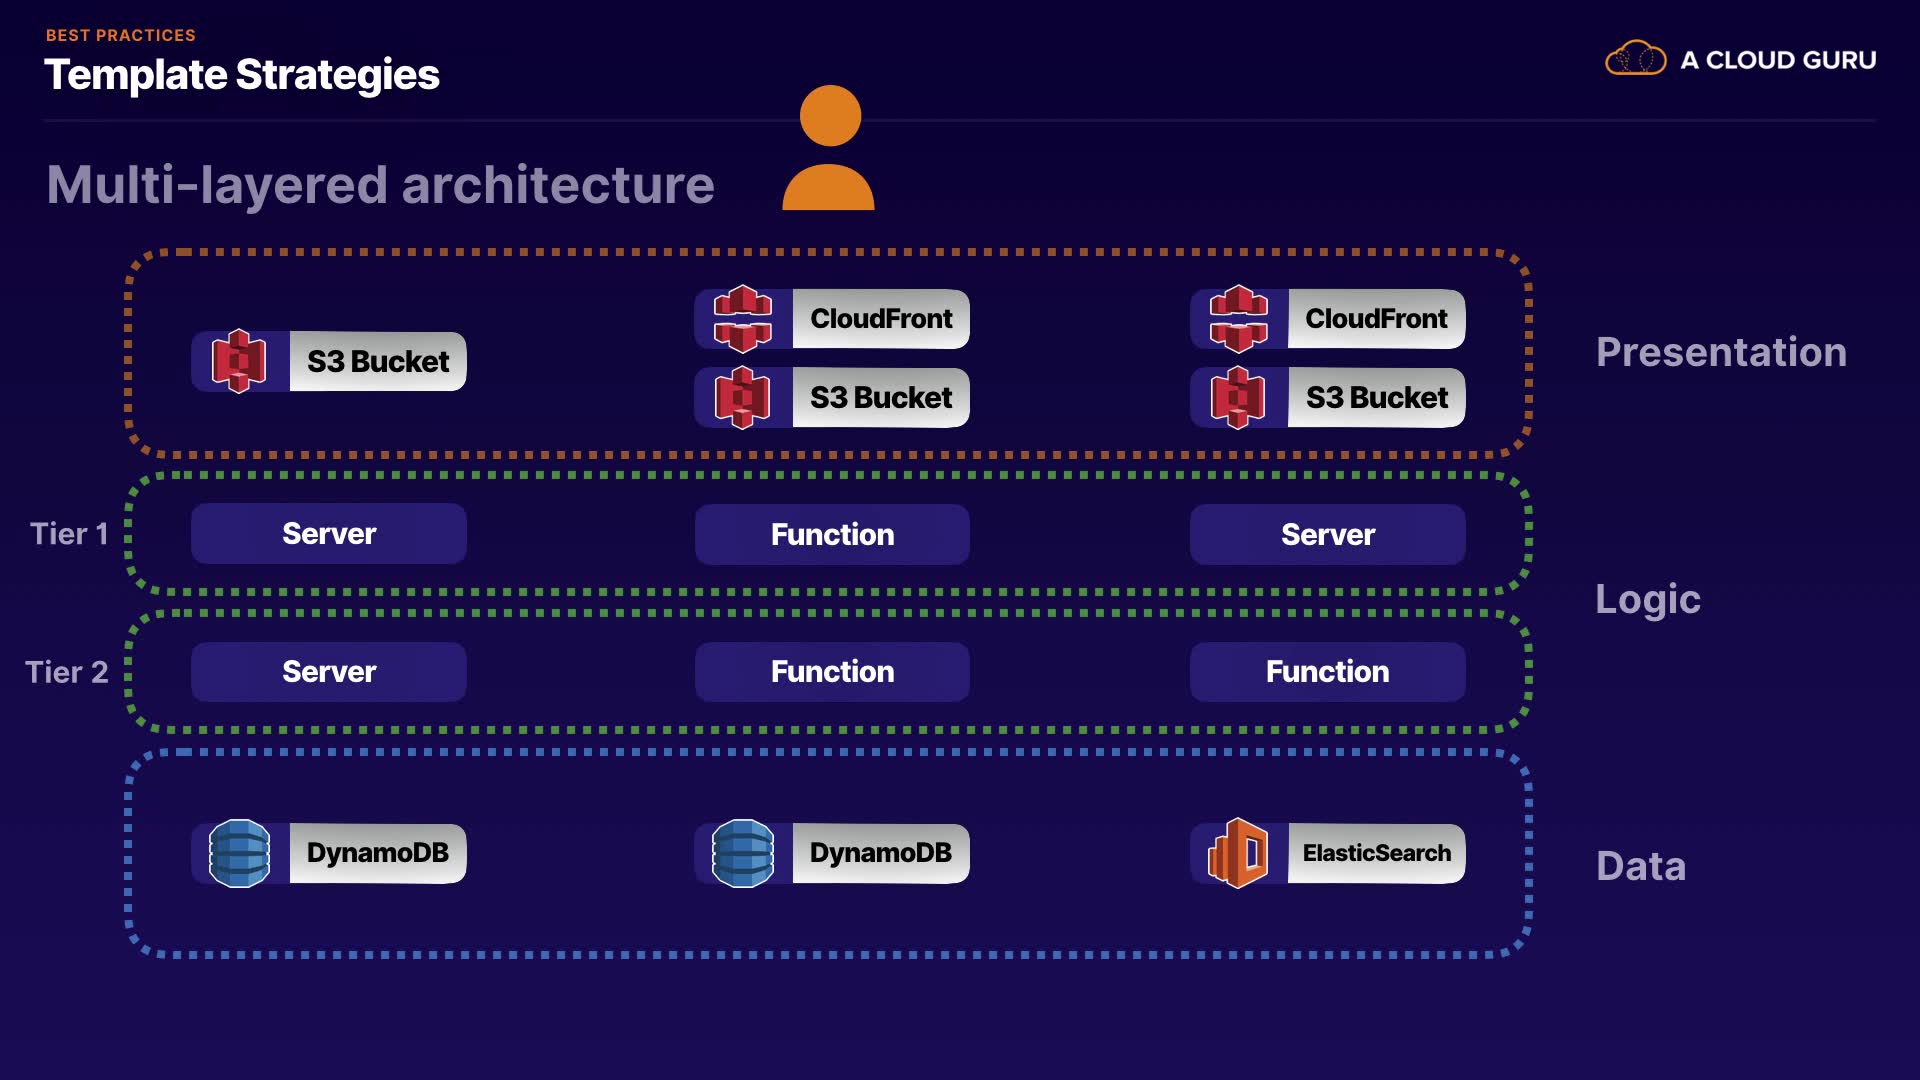 BEST PRACTICES
Template Strategies
A CLOUD GURU
Multi-layered architecture
CloudFront
CloudFront
S3 Bucket
S3 Bucket
S3 Bucket
Presentation
Tier 1
Server
Function
Server
Logic
Tier 2
Server
Function
Function
DynamoDB
DynamoDB
ElasticSearch
Data